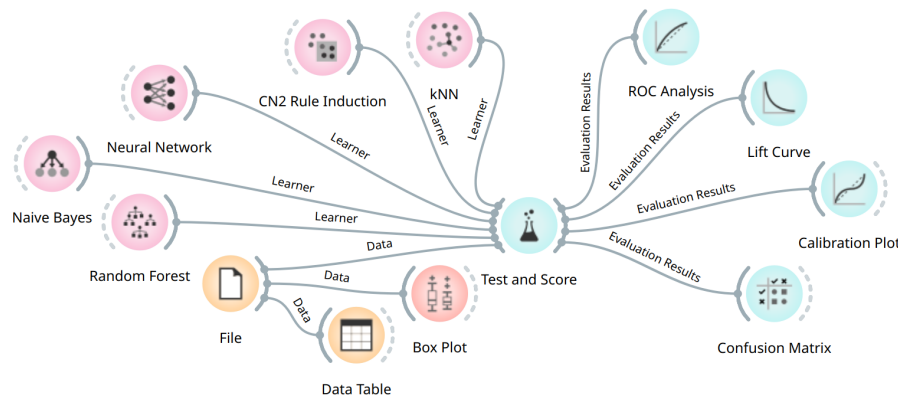 CN2 Rule Induction
kNN
ROC Analysis
Neural Network
Lift Curve
Naive Bayes
Random Forest
Calibration Plot
Test and Score
File
Box Plot
Confusion Matrix
Data Table
Learner
Learner
Learner
Learner
Learner
Data
Data
Data
Evaluation Results
Evaluation Results
Evaluation Results
Evaluation Results